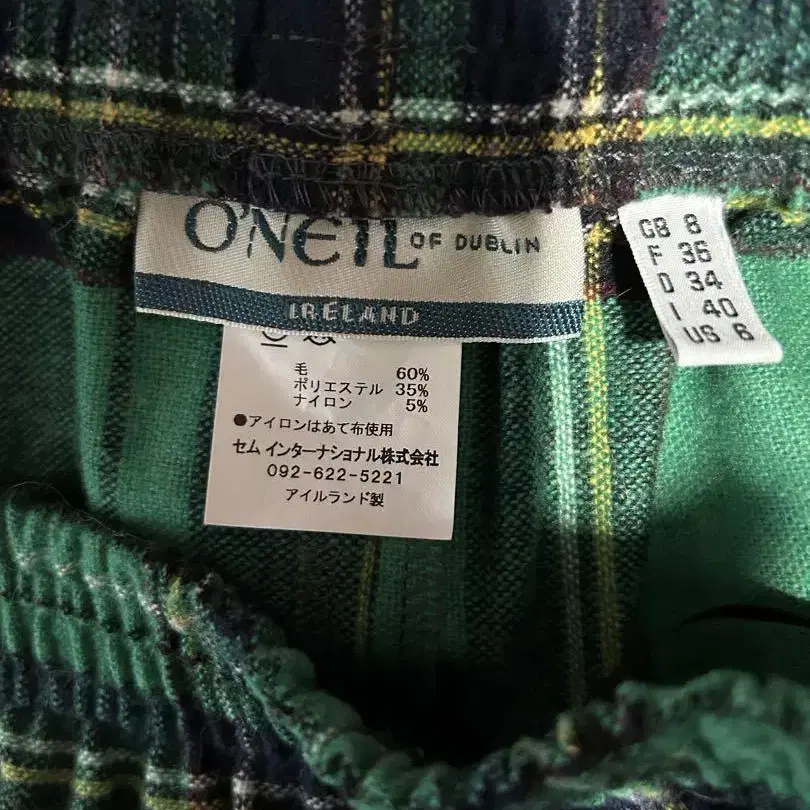 O'NEIL OF DUBLIN
IRELAND
GB 8
F 36
D 34
I 40
US 6
毛 60%
ポリエステル 35%
ナイロン 5%
●アイロンはあて布使用
セム インターナショナル株式会社
092-622-5221
アイルランド製